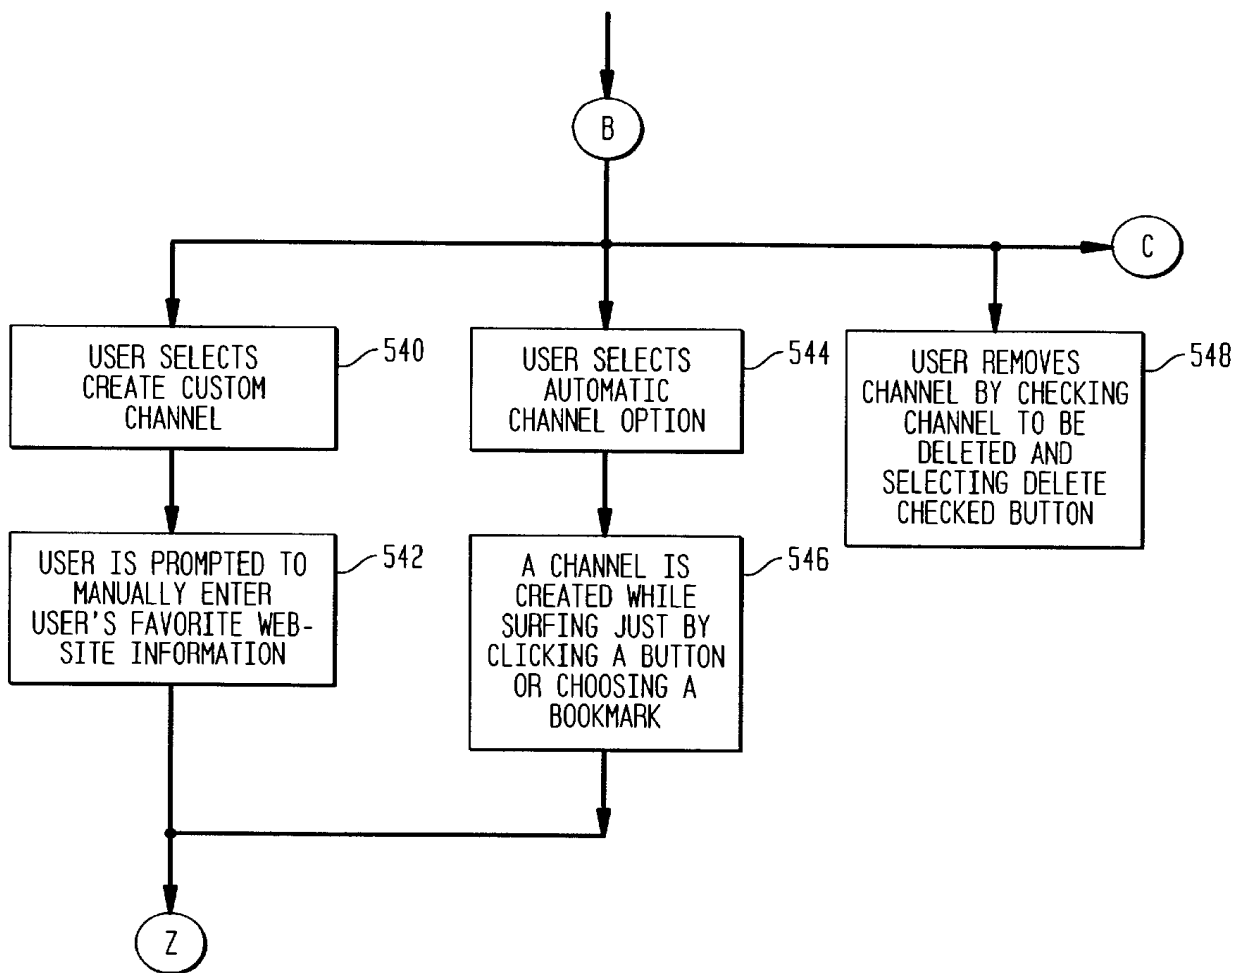 B
C
USER SELECTS
CREATE CUSTOM
CHANNEL
540
USER SELECTS
AUTOMATIC
CHANNEL OPTION
544
USER REMOVES
CHANNEL BY CHECKING
CHANNEL TO BE
DELETED AND
SELECTING DELETE
CHECKED BUTTON
548
USER IS PROMPTED TO
MANUALLY ENTER
USER'S FAVORITE WEB-
SITE INFORMATION
542
A CHANNEL IS
CREATED WHILE
SURFING JUST BY
CLICKING A BUTTON
OR CHOOSING A
BOOKMARK
546
Z